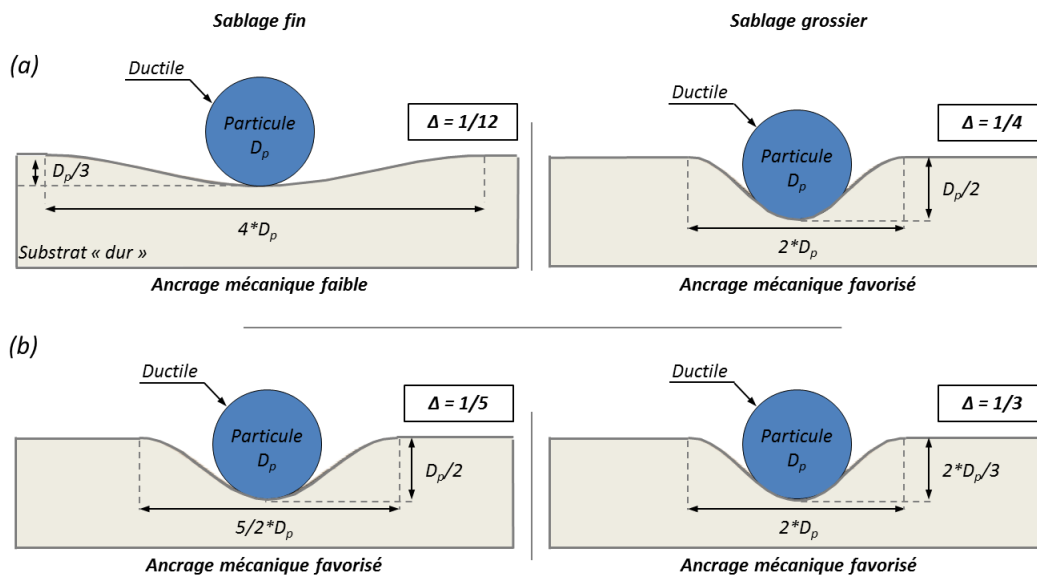 Sablage fin
Sablage grossier
(a)
Ductile
Particule
Dₚ
Δ = 1/12
Dₚ/3
4*Dₚ
Substrat « dur »
Ancrage mécanique faible
Ductile
Particule
Dₚ
Δ = 1/4
Dₚ/2
2*Dₚ
Ancrage mécanique favorisé
(b)
Ductile
Particule
Dₚ
Δ = 1/5
Dₚ/2
5/2*Dₚ
Ancrage mécanique favorisé
Ductile
Particule
Dₚ
Δ = 1/3
2*Dₚ/3
2*Dₚ
Ancrage mécanique favorisé